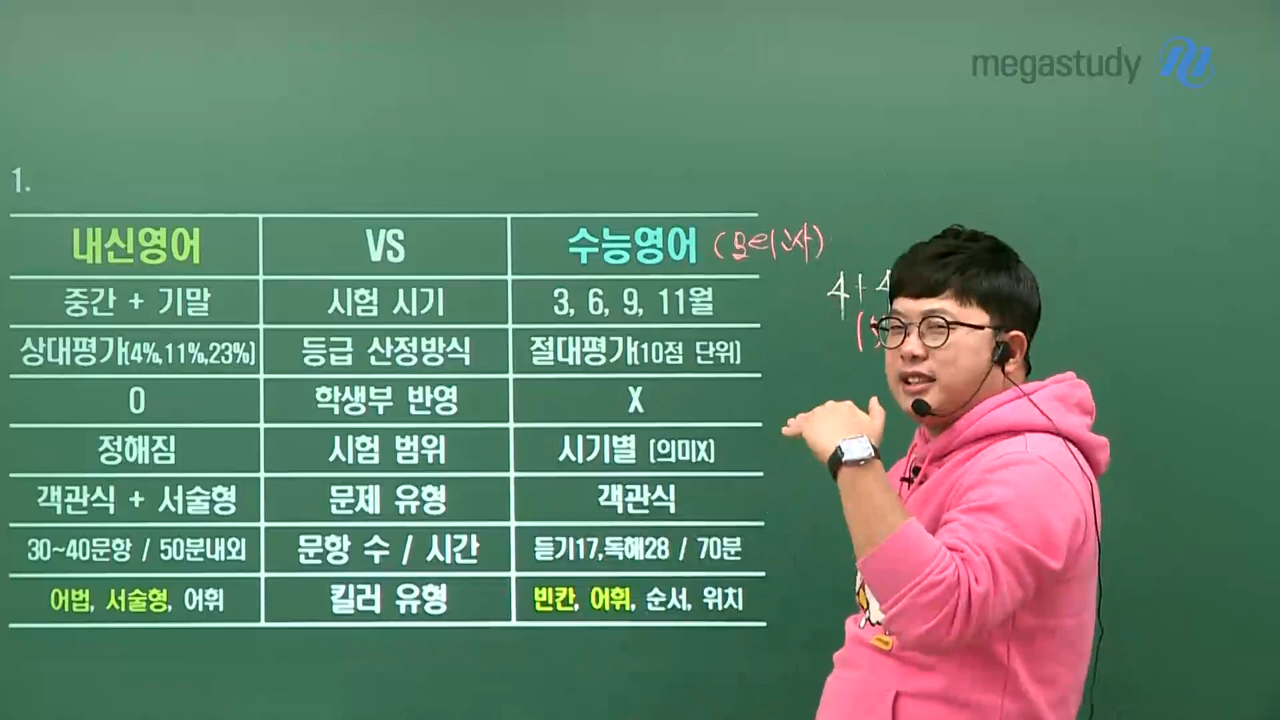 megastudy
1.
내신영어 VS 수능영어 (모의고사)
4+4
중간 + 기말 시험 시기 3, 6, 9, 11월
상대평가(4%,11%,23%) 등급 산정방식 절대평가(10점 단위)
O 학생부 반영 X
정해짐 시험 범위 시기별 (의미X)
객관식 + 서술형 문제 유형 객관식
30~40문항 / 50분내외 문항 수 / 시간 듣기17,독해28 / 70분
어법, 서술형, 어휘 킬러 유형 빈칸, 어휘, 순서, 위치